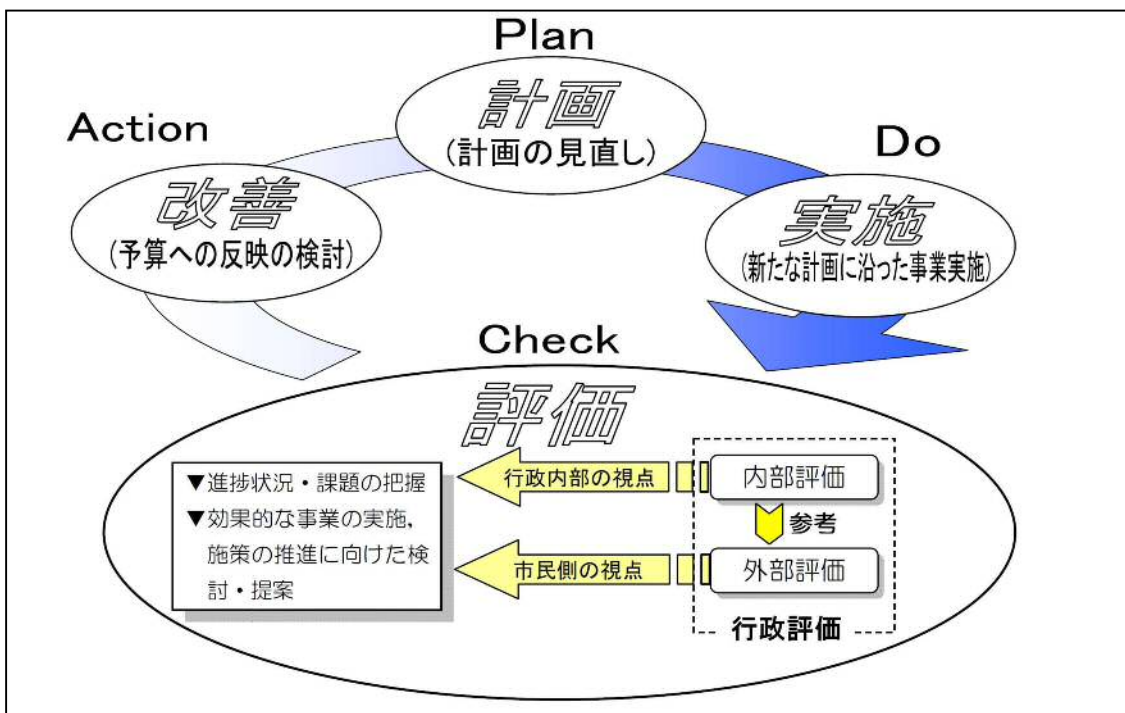 Plan
計画
(計画の見直し)
Action
改善
(予算への反映の検討)
Do
実施
(新たな計画に沿った事業実施)
Check
評価
▼進捗状況・課題の把握
▼効果的な事業の実施,
施策の推進に向けた検
討・提案
行政内部の視点
内部評価
参考
市民側の視点
外部評価
行政評価